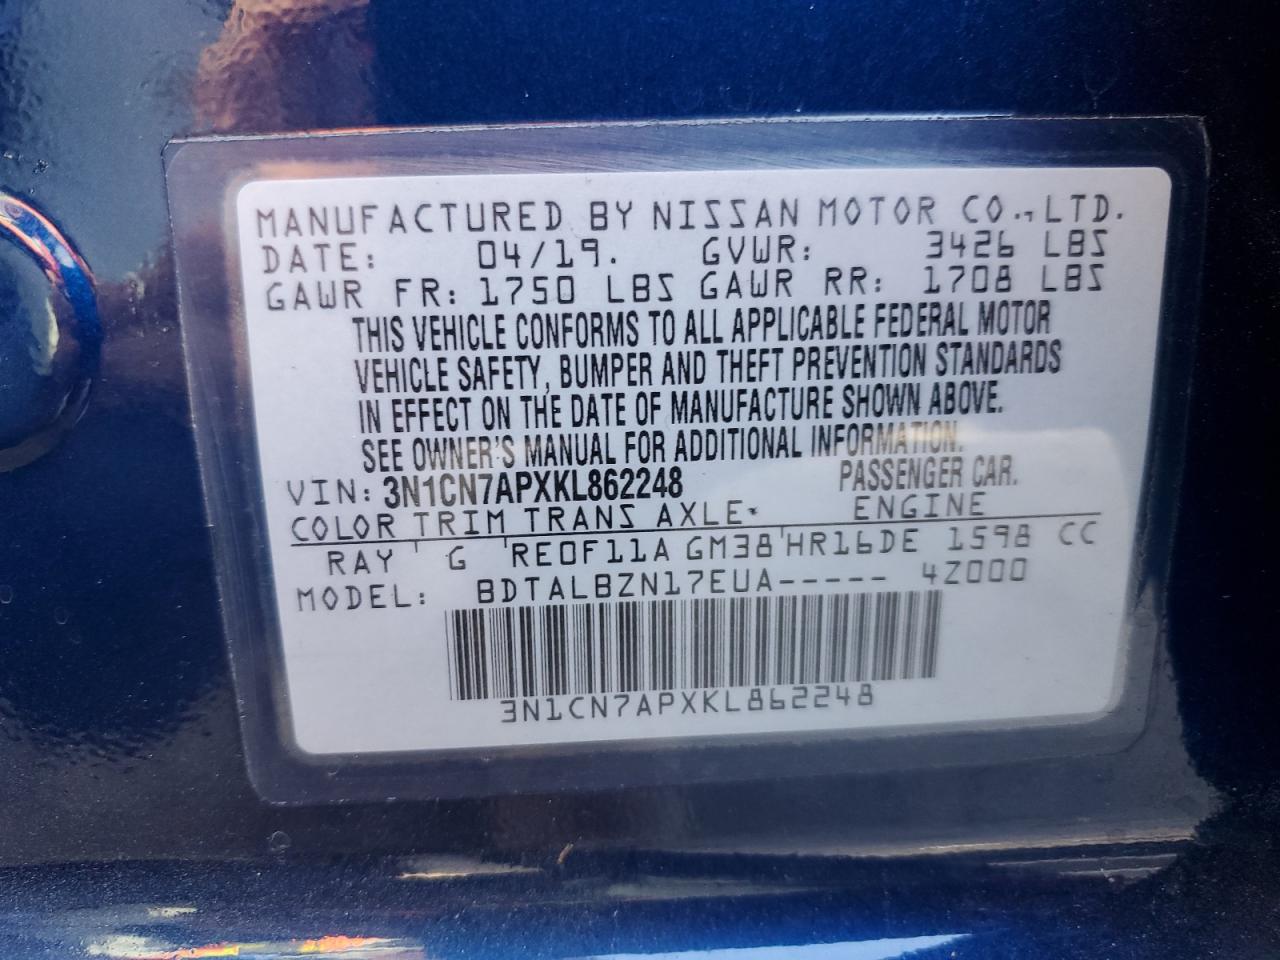 MANUFACTURED BY NISSAN MOTOR CO., LTD.
DATE: 04/19. GVWR: 3426 LBS
GAWR FR: 1750 LBS GAWR RR: 1708 LBS
THIS VEHICLE CONFORMS TO ALL APPLICABLE FEDERAL MOTOR
VEHICLE SAFETY, BUMPER AND THEFT PREVENTION STANDARDS
IN EFFECT ON THE DATE OF MANUFACTURE SHOWN ABOVE.
SEE OWNER'S MANUAL FOR ADDITIONAL INFORMATION.
VIN: 3N1CN7APXKL862248 PASSENGER CAR.
COLOR TRIM TRANS AXLE ENGINE
RAY G RE0F11A GM38 HR16DE 1598 CC
MODEL: BDTALBZN17EUA----- 4Z000
3N1CN7APXKL862248